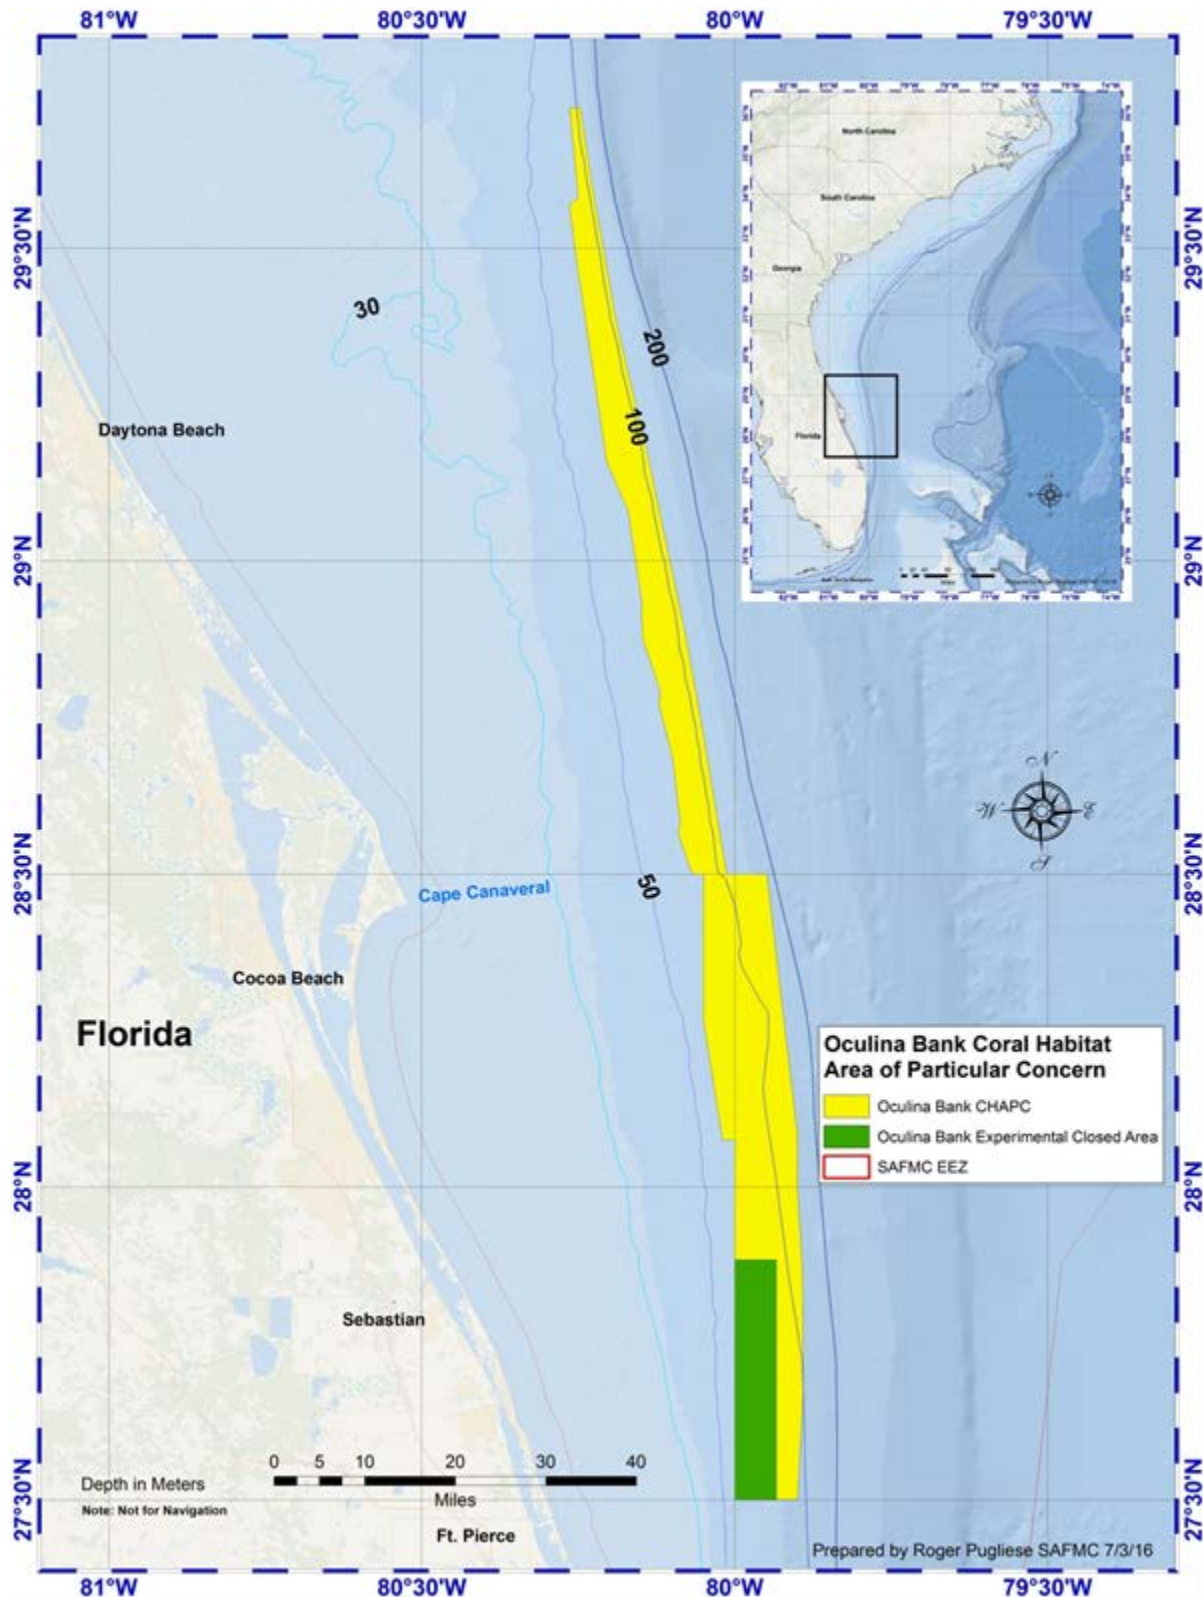 81°W 80°30'W 80°W 79°30'W
29°30'N
29°N
28°30'N
28°N
27°30'N
29°30'N
29°N
28°30'N
28°N
27°30'N
30
200
100
50
North Carolina
South Carolina
Georgia
Florida
Daytona Beach
Cape Canaveral
Cocoa Beach
Florida
Sebastian
Ft. Pierce
N
W E
S
Oculina Bank Coral Habitat
Area of Particular Concern
Oculina Bank CHAPC
Oculina Bank Experimental Closed Area
SAFMC EEZ
0 5 10 20 30 40
Miles
Depth in Meters
Note: Not for Navigation
Prepared by Roger Pugliese SAFMC 7/3/16
81°W 80°30'W 80°W 79°30'W